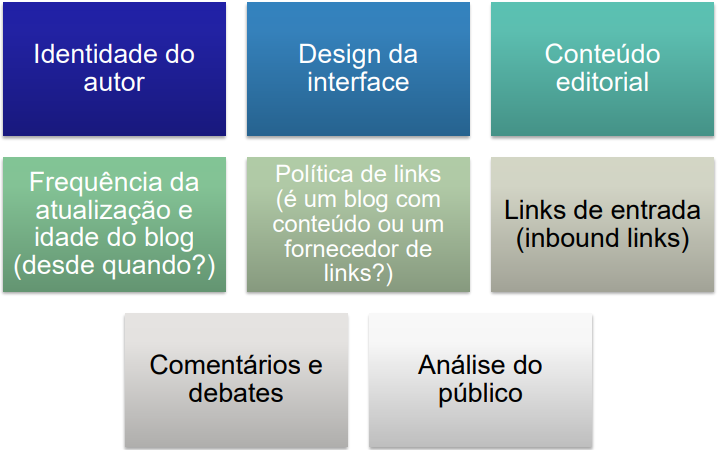 Identidade do
autor
Design da
interface
Conteúdo
editorial
Frequência da
atualização e
idade do blog
(desde quando?)
Política de links
(é um blog com
conteúdo ou um
fornecedor de
links?)
Links de entrada
(inbound links)
Comentários e
debates
Análise do
público